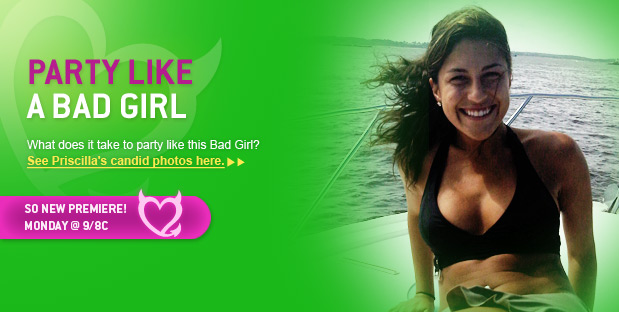 PARTY LIKE
A BAD GIRL
What does it take to party like this Bad Girl?
See Priscilla's candid photos here.
SO NEW PREMIERE!
MONDAY @ 9/8C